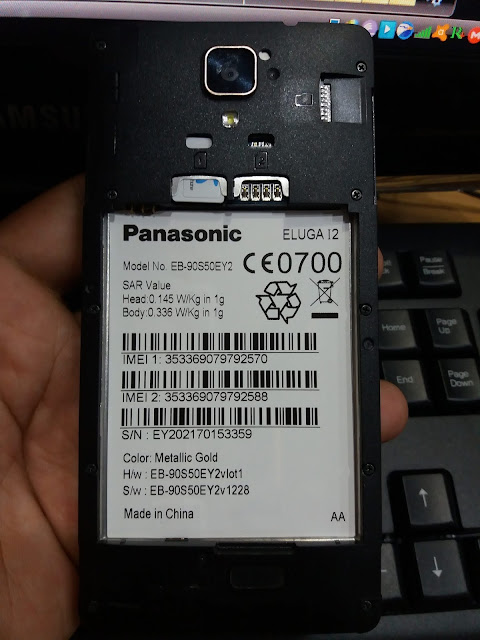 AMSU
Panasonic ELUGA I2
Model No. EB-90S50EY2 CE0700
SAR Value
Head:0.145 W/Kg in 1g
Body:0.336 W/Kg in 1g
IMEI 1: 353369079792570
IMEI 2: 353369079792588
S/N : EY202170153359
Color: Metallic Gold
H/w : EB-90S50EY2vlot1
S/w : EB-90S50EY2v1228
Made in China AA
Pause
Break
Home
Page
Up
End
Page
Down